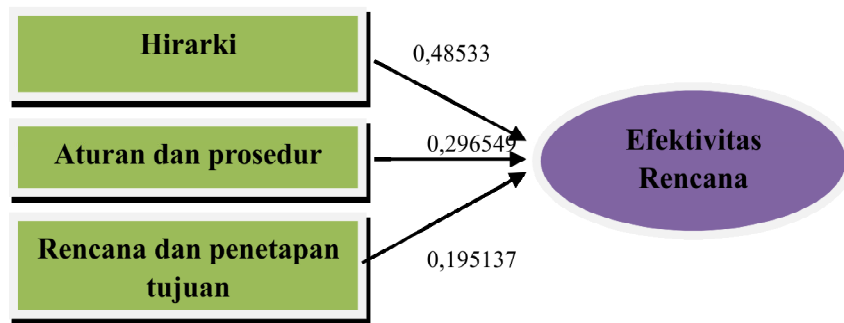 Hirarki
0,48533
Aturan dan prosedur
0,296549
Efektivitas
Rencana
Rencana dan penetapan
tujuan
0,195137